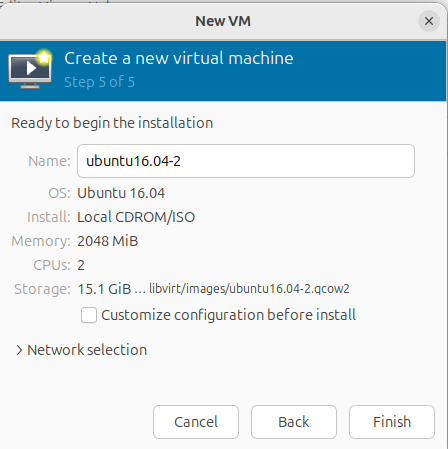 New VM
Create a new virtual machine
Step 5 of 5
Ready to begin the installation
Name: ubuntu16.04-2
OS: Ubuntu 16.04
Install: Local CDROM/ISO
Memory: 2048 MiB
CPUs: 2
Storage: 15.1 GiB ... libvirt/images/ubuntu16.04-2.qcow2
Customize configuration before install
Network selection
Cancel Back Finish